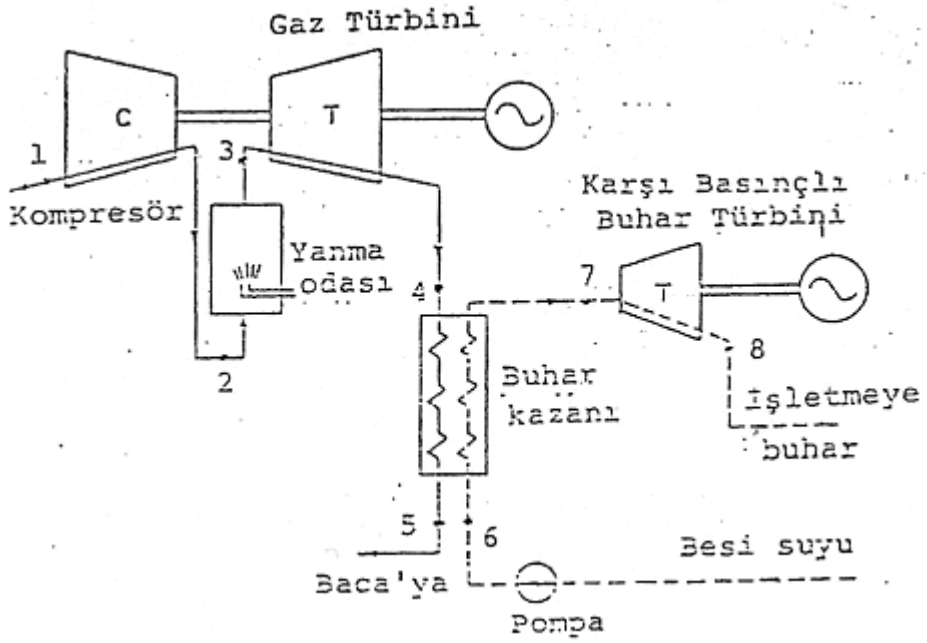 Gaz Türbini
C
T
1
3
Kompresör
Yanma
odası
2
4
Karşı Basınçlı
Buhar Türbini
7
T
8
Buhar
kazanı
İşletmeye
buhar
5
6
Baca'ya
Besi suyu
Pompa